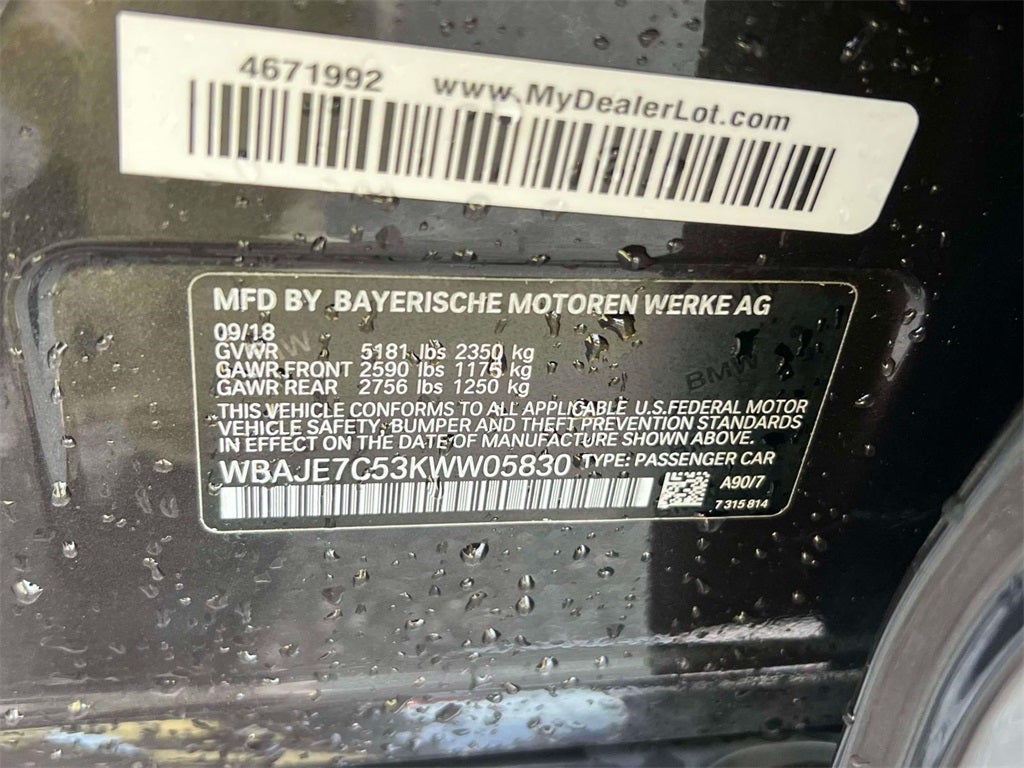 4671992 www.MyDealerLot.com
MFD BY BAYERISCHE MOTOREN WERKE AG
09/18
GVWR 5181 lbs 2350 kg
GAWR FRONT 2590 lbs 1175 kg
GAWR REAR 2756 lbs 1250 kg
THIS VEHICLE CONFORMS TO ALL APPLICABLE U.S.FEDERAL MOTOR
VEHICLE SAFETY, BUMPER AND THEFT PREVENTION STANDARDS
IN EFFECT ON THE DATE OF MANUFACTURE SHOWN ABOVE.
WBAJE7C53KWW05830 TYPE: PASSENGER CAR
A90/7
7 315 814
BMW
BMW